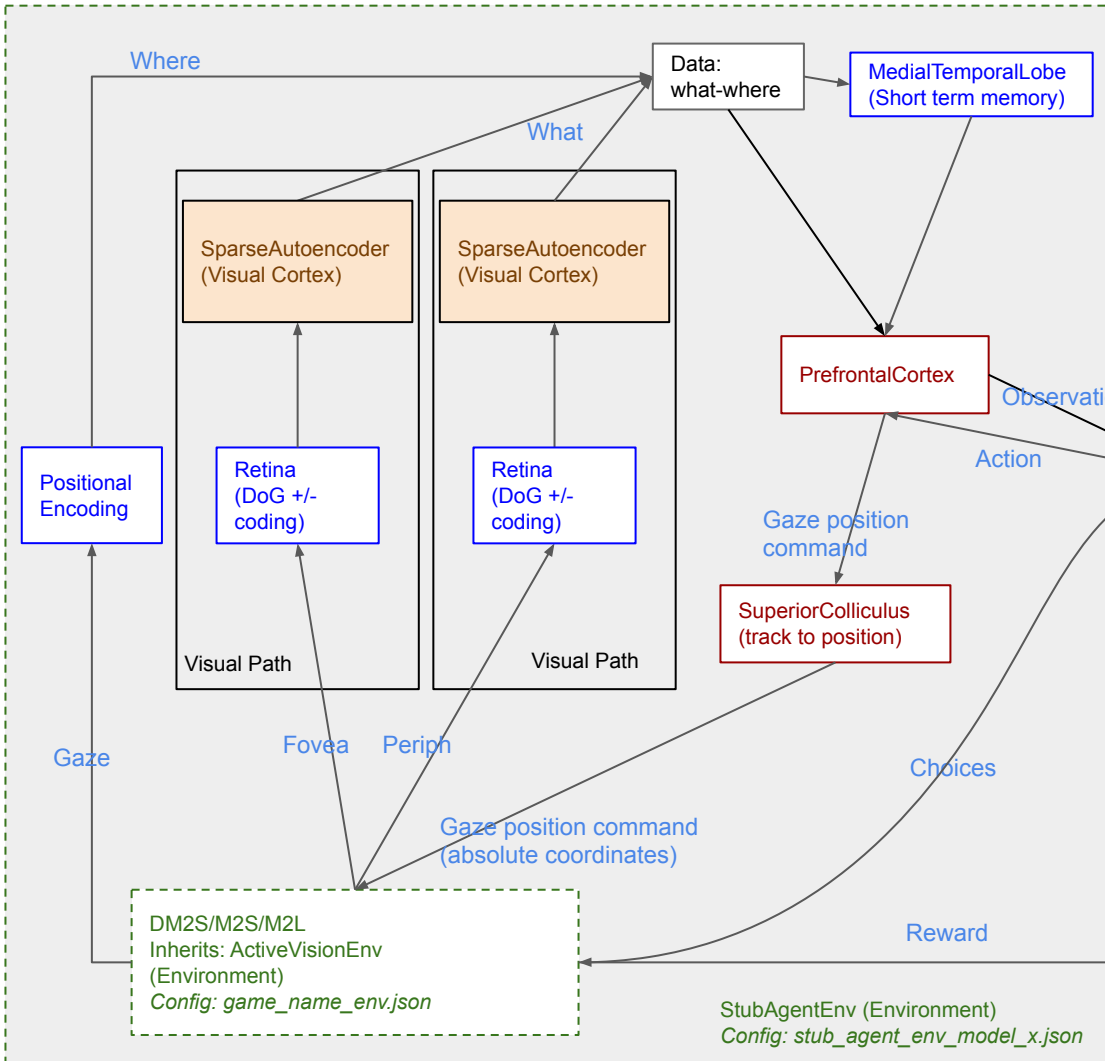 Where
Data:
what-where
MedialTemporalLobe
(Short term memory)
What
SparseAutoencoder
(Visual Cortex)
SparseAutoencoder
(Visual Cortex)
PrefrontalCortex
Observati
Action
Positional
Encoding
Retina
(DoG +/-
coding)
Retina
(DoG +/-
coding)
Gaze position
command
SuperiorColliculus
(track to position)
Visual Path
Visual Path
Gaze
Fovea
Periph
Choices
Gaze position command
(absolute coordinates)
DM2S/M2S/M2L
Inherits: ActiveVisionEnv
(Environment)
Config: game_name_env.json
Reward
StubAgentEnv (Environment)
Config: stub_agent_env_model_x.json